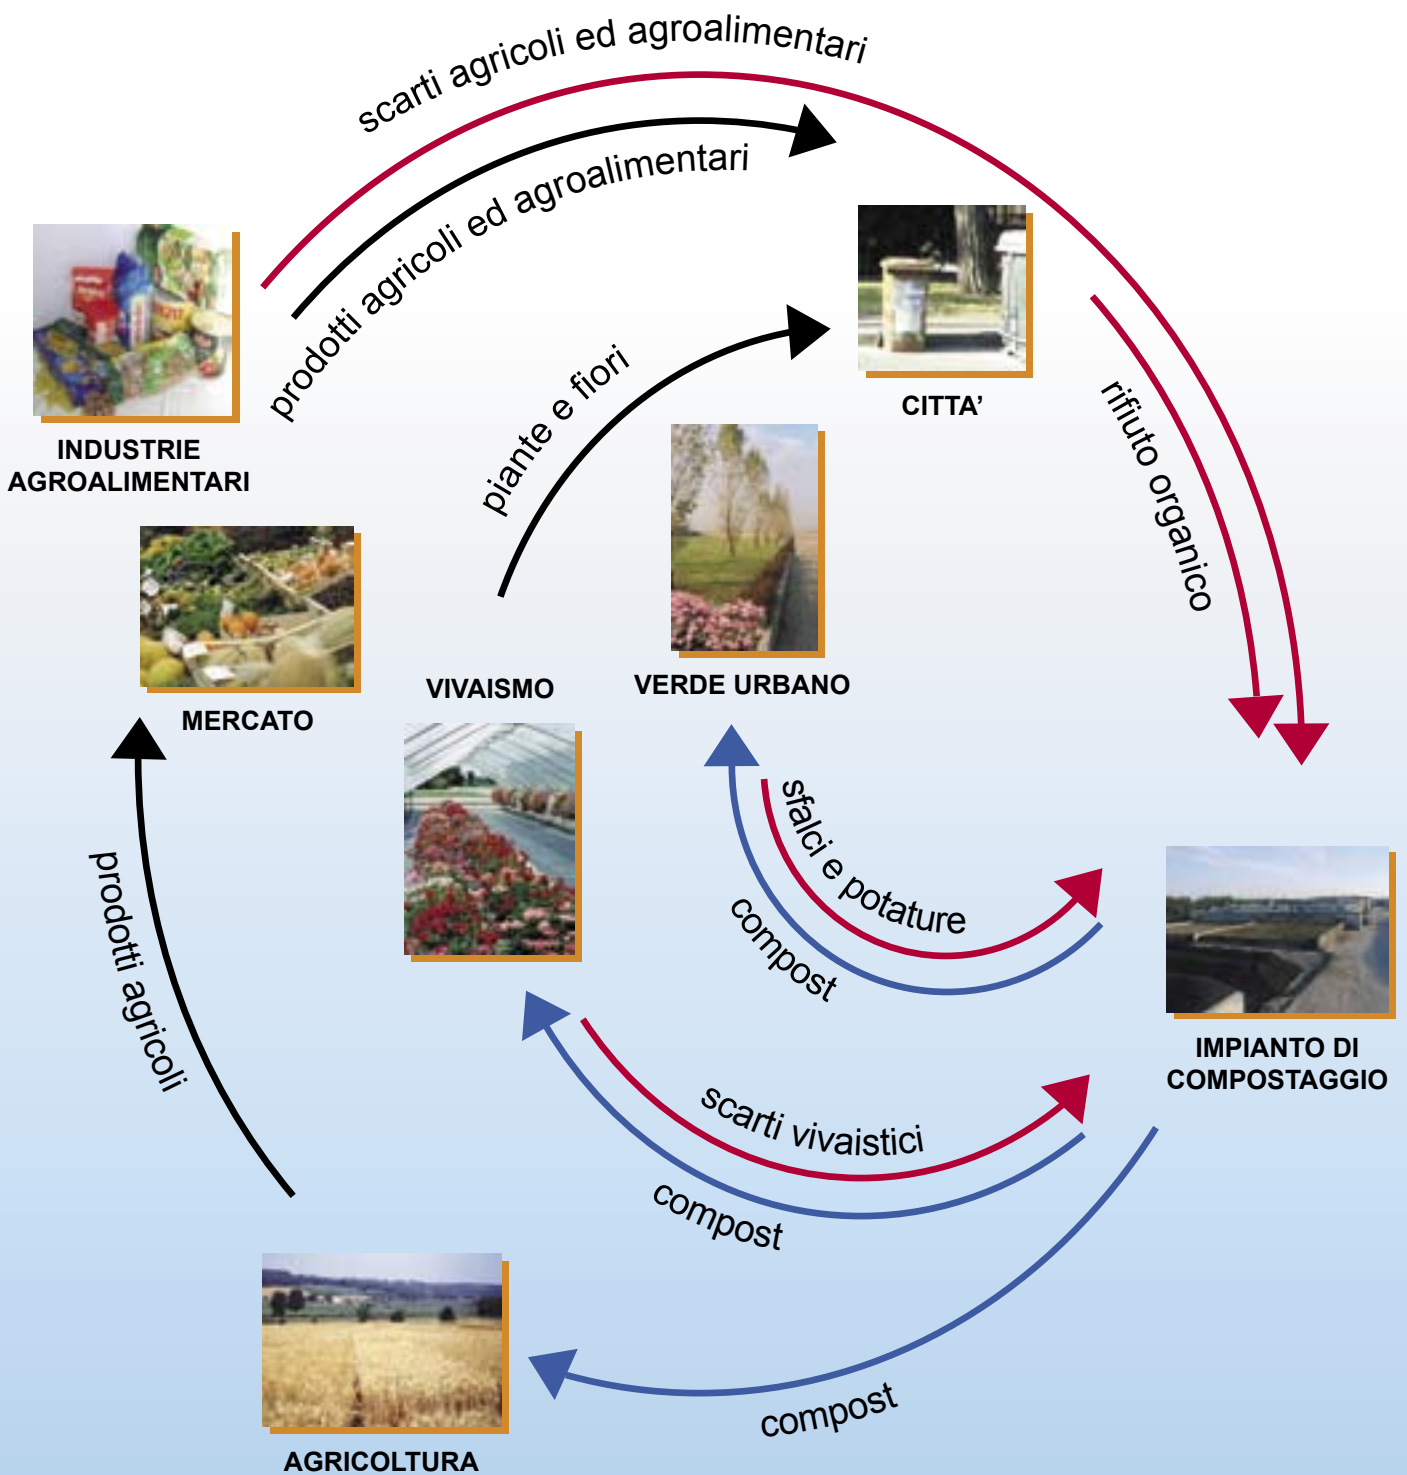 scarti agricoli ed agroalimentari
prodotti agricoli ed agroalimentari
piante e fiori
CITTA’
rifiuto organico
INDUSTRIE
AGROALIMENTARI
MERCATO
VIVAISMO
VERDE URBANO
sfalci e potature
compost
prodotti agricoli
IMPIANTO DI
COMPOSTAGGIO
scarti vivaistici
compost
compost
AGRICOLTURA